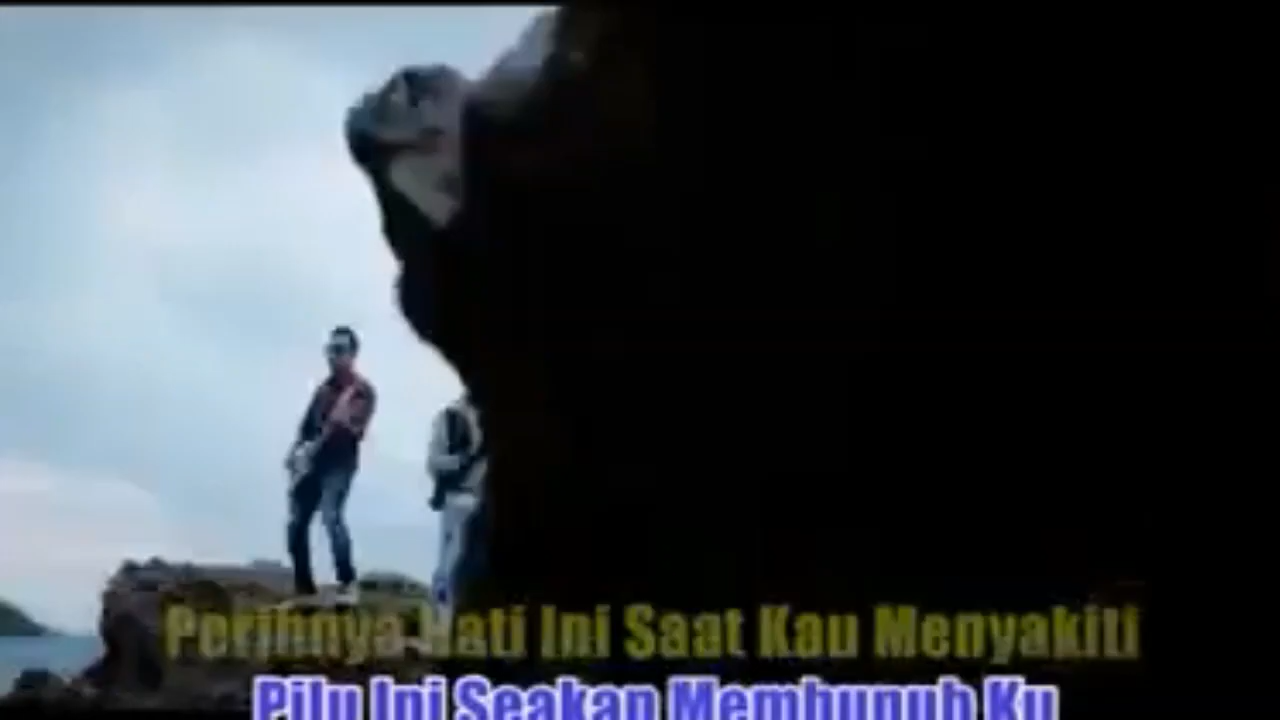 Perihnya Hati Ini Saat Kau Menyakiti
Pilu Ini Seakan Membunuh Ku